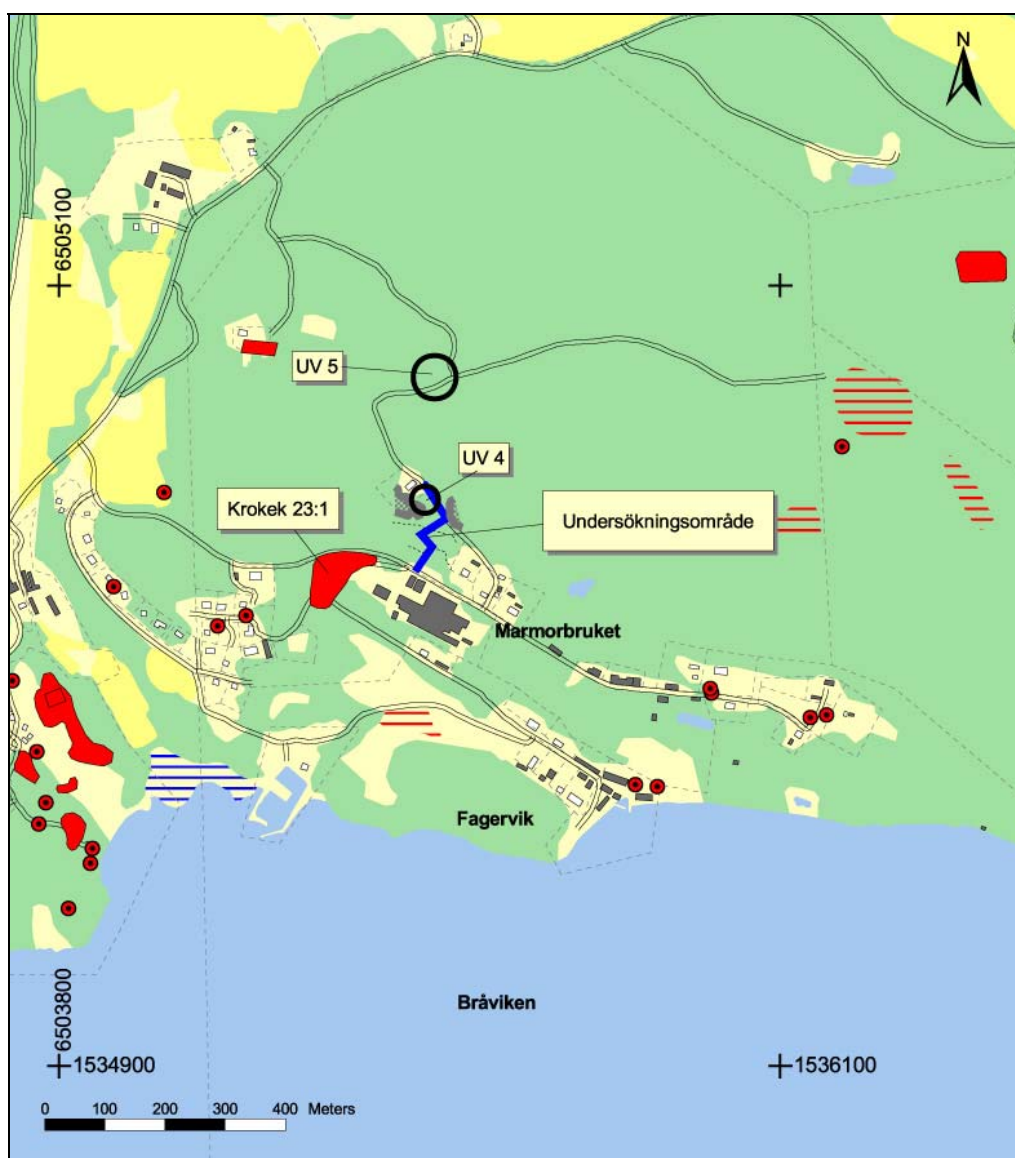 N
6505100
UV 5
UV 4
Krokek 23:1
Undersökningsområde
Marmorbruket
Fagervik
Bråviken
6503800
1534900
1536100
0 100 200 300 400 Meters